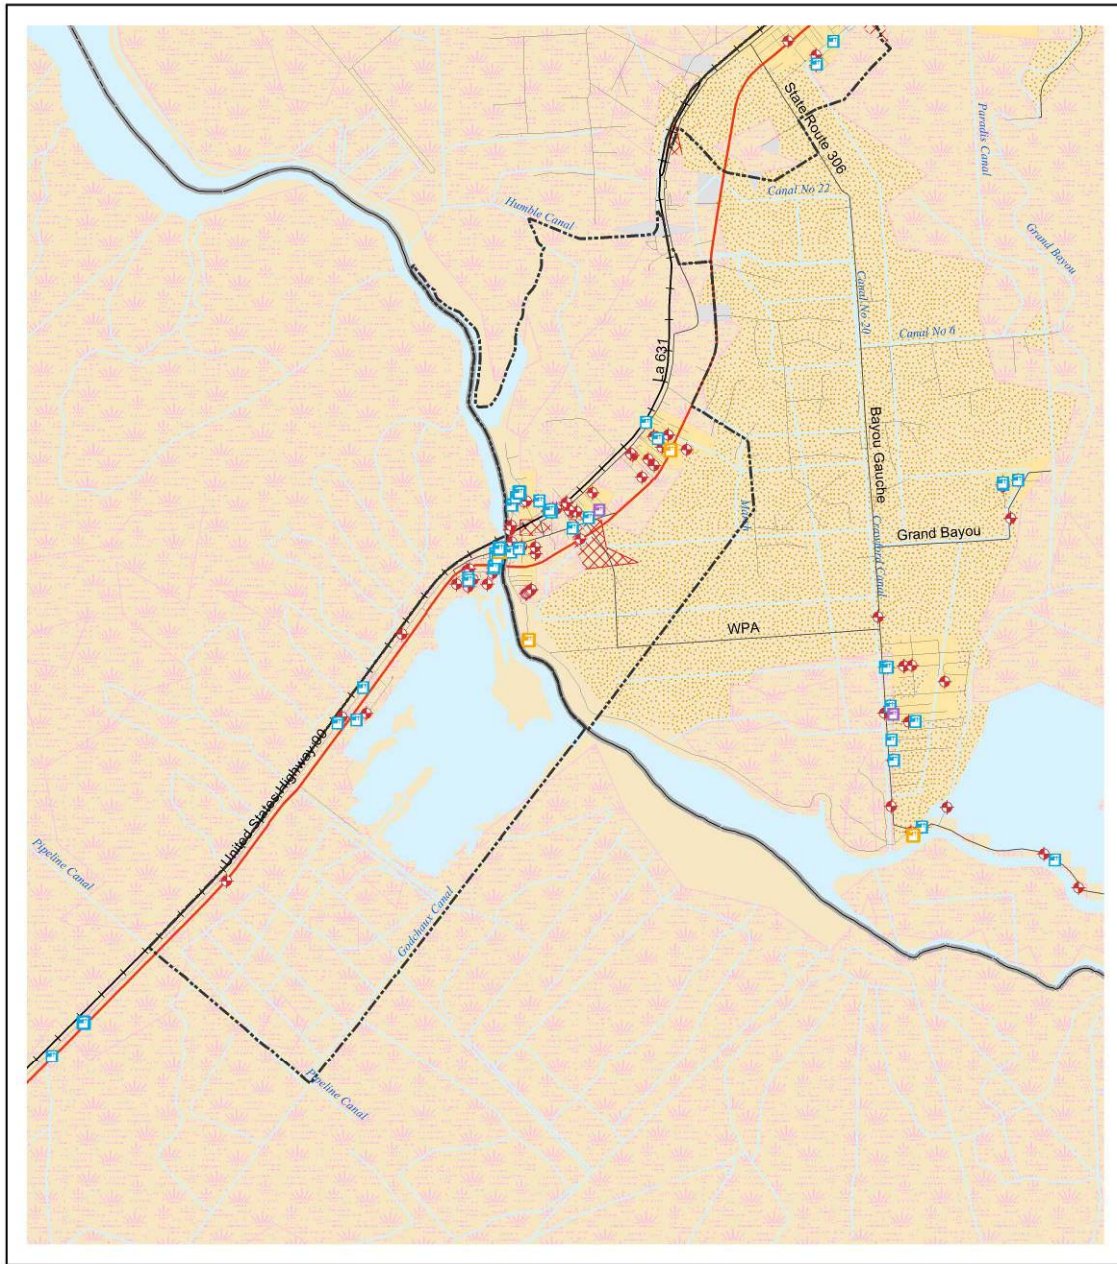 State Route 306
Paradis Canal
Canal No 22
Humble Canal
Grand Bayou
Canal No 20
Canal No 6
La 631
Bayou Gauche
Grand Bayou
Crawford Canal
WPA
United States Highway 90
Pipeline Canal
Godchaux Canal
Pipeline Canal